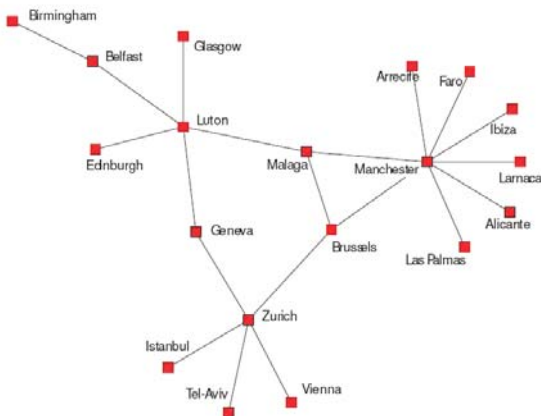 Birmingham
Glasgow
Belfast
Arrecife
Faro
Ibiza
Luton
Edinburgh
Malaga
Manchester
Larnaca
Alicante
Geneva
Brussels
Las Palmas
Zurich
Istanbul
Tel-Aviv
Vienna